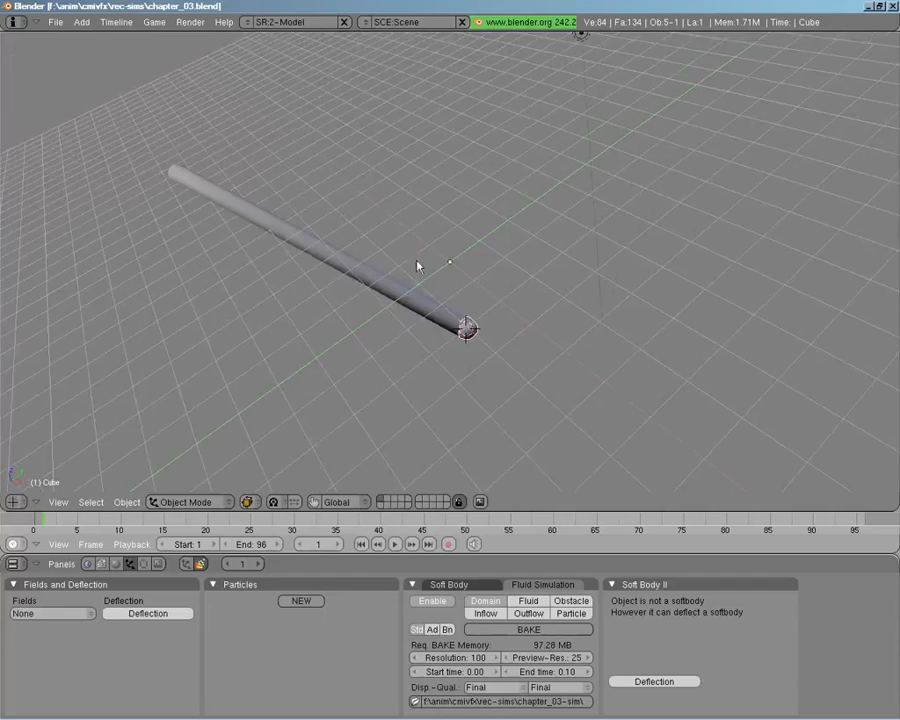 Blender [f:\anim\cmivfx\rec-sims\chapter_03.blend]
File Add Timeline Game Render Help SR:2-Model X SCE:Scene X www.blender.org 242.2 Ve:84 | Fa:134 | Ob:5-1 | La:1 | Mem:1.71M | Time: | Cube
(1) Cube
View Select Object Object Mode Global
0 5 10 15 20 25 30 35 40 45 50 55 60 65 70 75 80 85 90 95
View Frame Playback Start: 1 End: 96 1
Panels 1
Fields and Deflection
Fields Deflection
None Deflection
Particles
NEW
Soft Body Fluid Simulation
Enable Domain Fluid Obstacle
Inflow Outflow Particle
Std Ad Bn BAKE
Req. BAKE Memory: 97.28 MB
Resolution: 100 Preview-Res.: 25
Start time: 0.00 End time: 0.10
Disp.-Qual.: Final Final
f:\anim\cmivfx\rec-sims\chapter_03-sim\
Soft Body II
Object is not a softbody
However it can deflect a softbody
Deflection